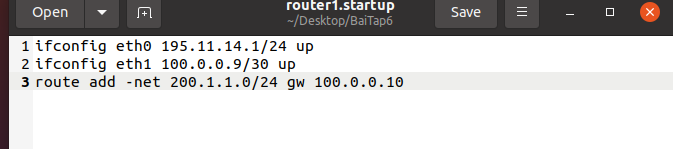 Open
router1.startup
~/Desktop/BaiTap6
Save
1 ifconfig eth0 195.11.14.1/24 up
2 ifconfig eth1 100.0.0.9/30 up
3 route add -net 200.1.1.0/24 gw 100.0.0.10